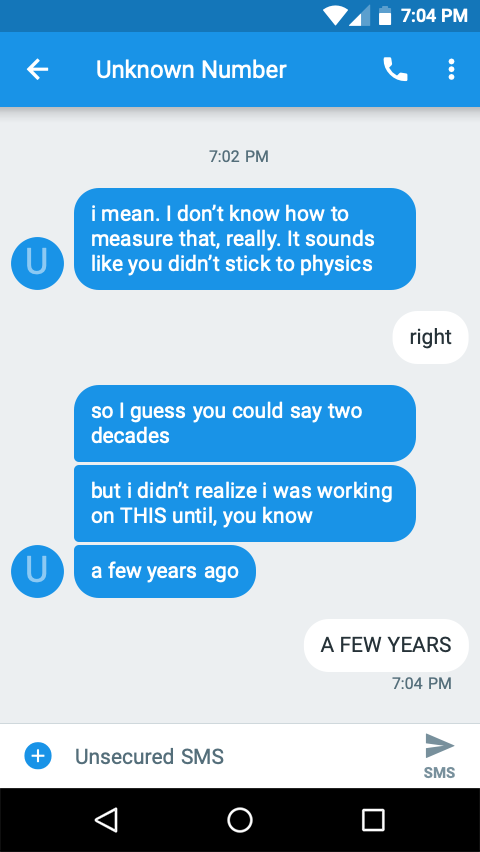 7:04 PM
Unknown Number
7:02 PM
i mean. I don't know how to
measure that, really. It sounds
like you didn't stick to physics
U
right
so I guess you could say two
decades
but i didn't realize i was working
on THIS until, you know
a few years ago
U
A FEW YEARS
7:04 PM
Unsecured SMS
SMS